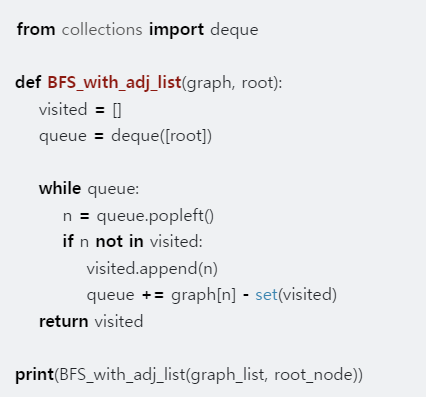 from collections import deque

def BFS_with_adj_list(graph, root):
    visited = []
    queue = deque([root])

    while queue:
        n = queue.popleft()
        if n not in visited:
            visited.append(n)
            queue += graph[n] - set(visited)
    return visited

print(BFS_with_adj_list(graph_list, root_node))